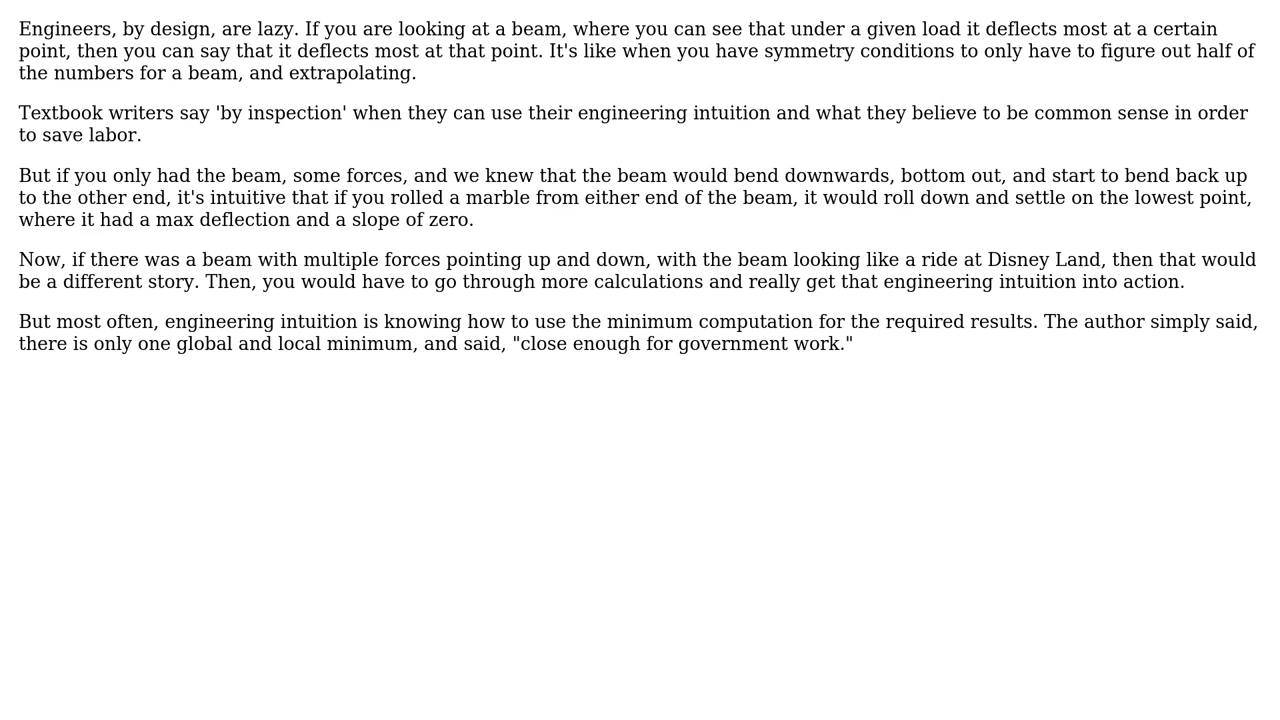 Engineers, by design, are lazy. If you are looking at a beam, where you can see that under a given load it deflects most at a certain
point, then you can say that it deflects most at that point. It's like when you have symmetry conditions to only have to figure out half of
the numbers for a beam, and extrapolating.
Textbook writers say 'by inspection' when they can use their engineering intuition and what they believe to be common sense in order
to save labor.
But if you only had the beam, some forces, and we knew that the beam would bend downwards, bottom out, and start to bend back up
to the other end, it's intuitive that if you rolled a marble from either end of the beam, it would roll down and settle on the lowest point,
where it had a max deflection and a slope of zero.
Now, if there was a beam with multiple forces pointing up and down, with the beam looking like a ride at Disney Land, then that would
be a different story. Then, you would have to go through more calculations and really get that engineering intuition into action.
But most often, engineering intuition is knowing how to use the minimum computation for the required results. The author simply said,
there is only one global and local minimum, and said, "close enough for government work."